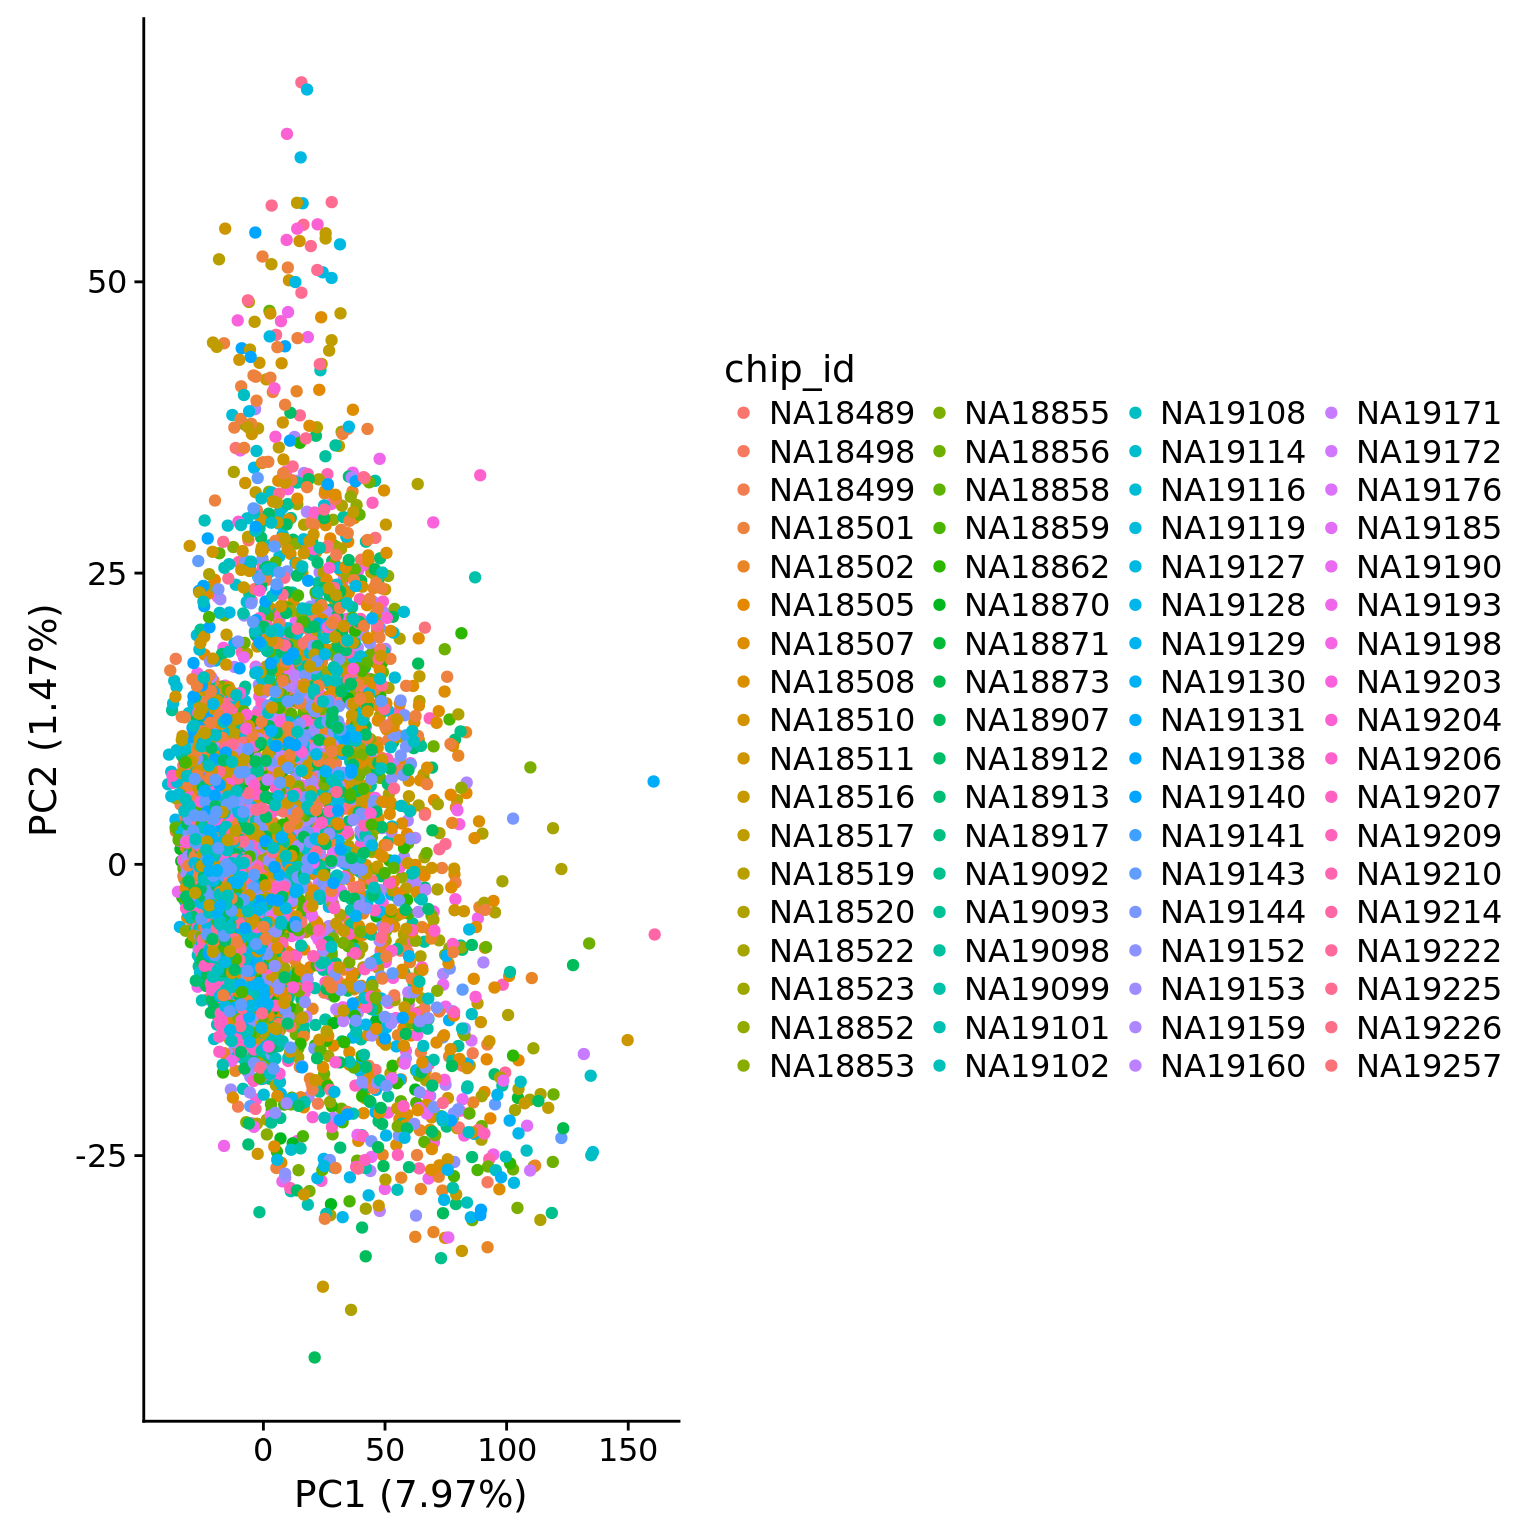 50
25
0
-25
PC2 (1.47%)
0 50 100 150
PC1 (7.97%)
chip_id
NA18489 NA18855 NA19108 NA19171
NA18498 NA18856 NA19114 NA19172
NA18499 NA18858 NA19116 NA19176
NA18501 NA18859 NA19119 NA19185
NA18502 NA18862 NA19127 NA19190
NA18505 NA18870 NA19128 NA19193
NA18507 NA18871 NA19129 NA19198
NA18508 NA18873 NA19130 NA19203
NA18510 NA18907 NA19131 NA19204
NA18511 NA18912 NA19138 NA19206
NA18516 NA18913 NA19140 NA19207
NA18517 NA18917 NA19141 NA19209
NA18519 NA19092 NA19143 NA19210
NA18520 NA19093 NA19144 NA19214
NA18522 NA19098 NA19152 NA19222
NA18523 NA19099 NA19153 NA19225
NA18852 NA19101 NA19159 NA19226
NA18853 NA19102 NA19160 NA19257